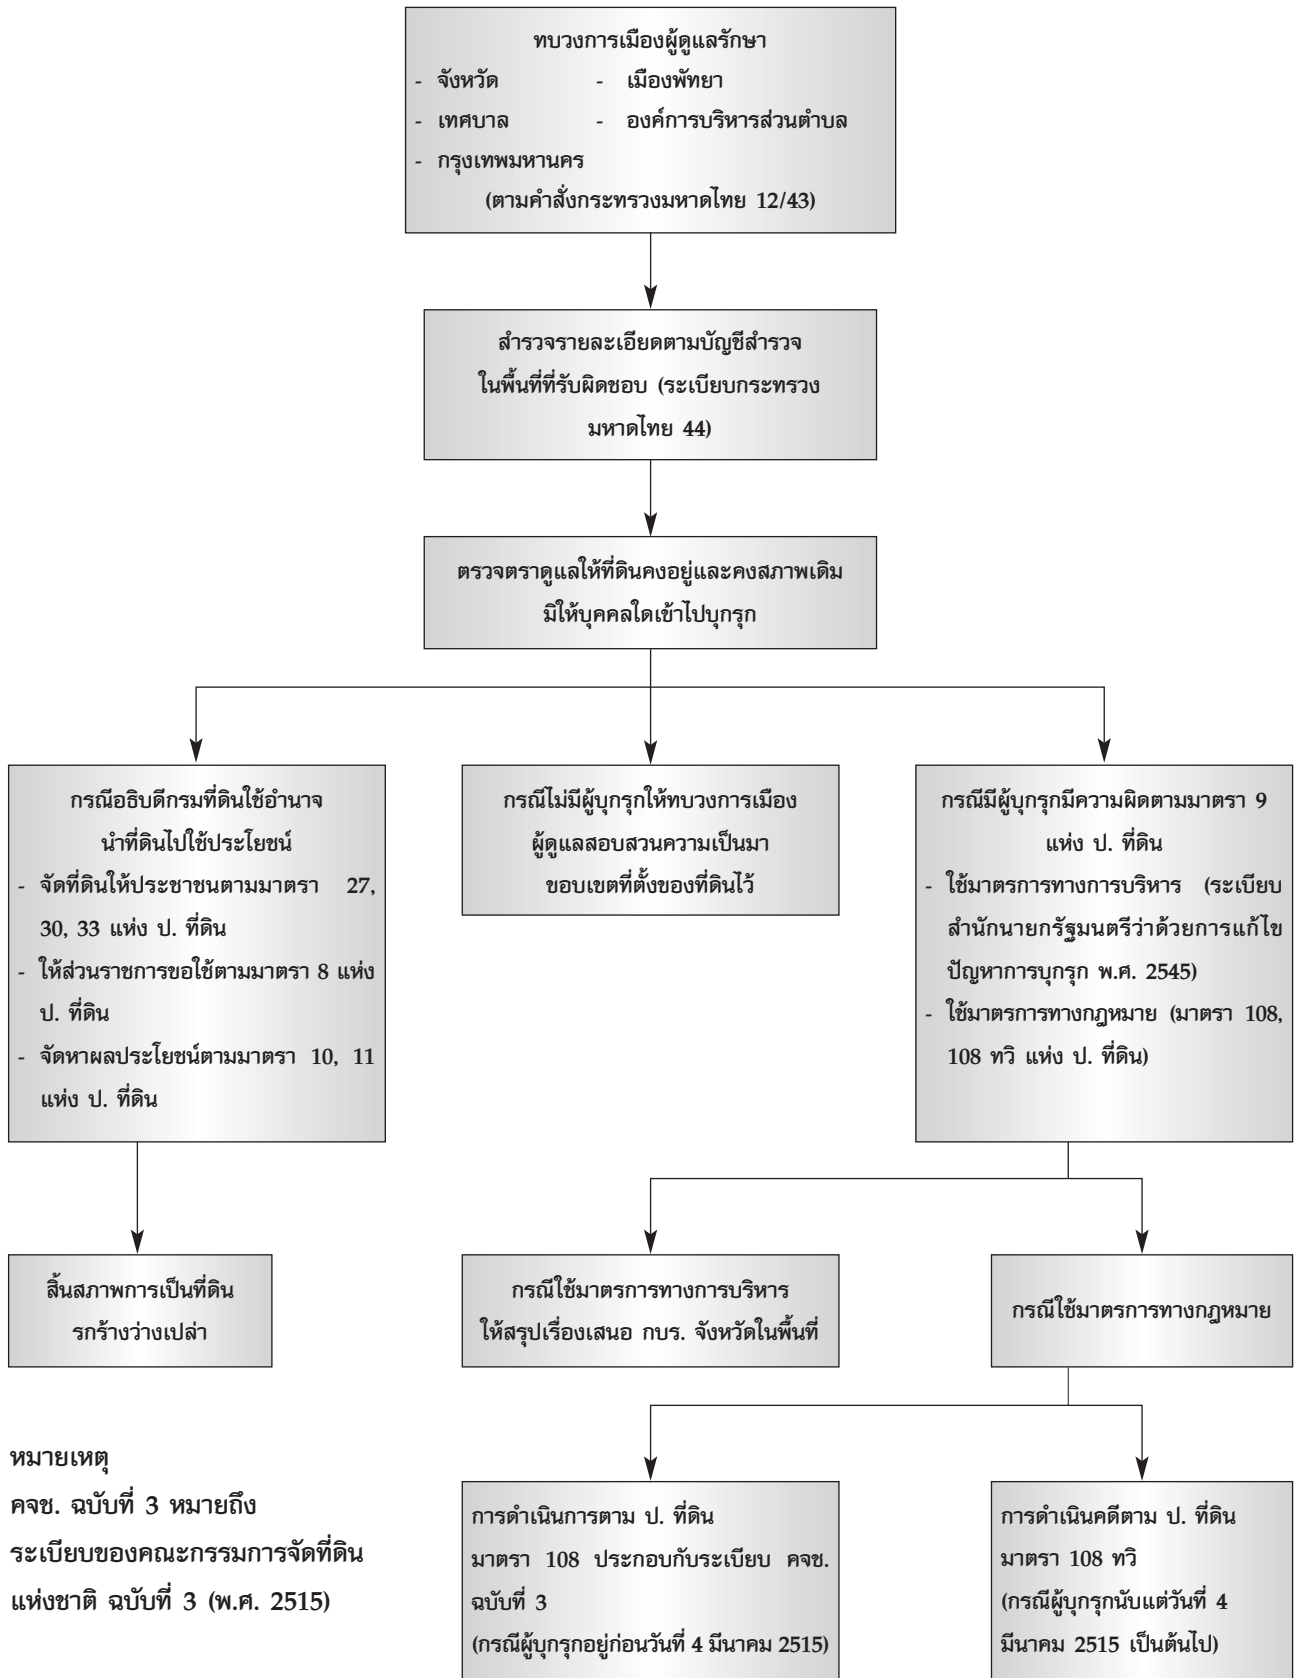 ทบวงการเมืองผู้ดูแลรักษา
- จังหวัด - เมืองพัทยา
- เทศบาล - องค์การบริหารส่วนตำบล
- กรุงเทพมหานคร
(ตามคำสั่งกระทรวงมหาดไทย 12/43)
สำรวจรายละเอียดตามบัญชีสำรวจ
ในพื้นที่ที่รับผิดชอบ (ระเบียบกระทรวง
มหาดไทย 44)
ตรวจตราดูแลให้ที่ดินคงอยู่และคงสภาพเดิม
มิให้บุคคลใดเข้าไปบุกรุก
กรณีอธิบดีกรมที่ดินใช้อำนาจ
นำที่ดินไปใช้ประโยชน์
- จัดที่ดินให้ประชาชนตามมาตรา 27,
30, 33 แห่ง ป. ที่ดิน
- ให้ส่วนราชการขอใช้ตามมาตรา 8 แห่ง
ป. ที่ดิน
- จัดหาผลประโยชน์ตามมาตรา 10, 11
แห่ง ป. ที่ดิน
กรณีไม่มีผู้บุกรุกให้ทบวงการเมือง
ผู้ดูแลสอบสวนความเป็นมา
ขอบเขตที่ตั้งของที่ดินไว้
กรณีมีผู้บุกรุกมีความผิดตามมาตรา 9
แห่ง ป. ที่ดิน
- ใช้มาตรการทางการบริหาร (ระเบียบ
สำนักนายกรัฐมนตรีว่าด้วยการแก้ไข
ปัญหาการบุกรุก พ.ศ. 2545)
- ใช้มาตรการทางกฎหมาย (มาตรา 108,
108 ทวิ แห่ง ป. ที่ดิน)
สิ้นสภาพการเป็นที่ดิน
รกร้างว่างเปล่า
กรณีใช้มาตรการทางการบริหาร
ให้สรุปเรื่องเสนอ กบร. จังหวัดในพื้นที่
กรณีใช้มาตรการทางกฎหมาย
หมายเหตุ
คจช. ฉบับที่ 3 หมายถึง
ระเบียบของคณะกรรมการจัดที่ดิน
แห่งชาติ ฉบับที่ 3 (พ.ศ. 2515)
การดำเนินการตาม ป. ที่ดิน
มาตรา 108 ประกอบกับระเบียบ คจช.
ฉบับที่ 3
(กรณีผู้บุกรุกอยู่ก่อนวันที่ 4 มีนาคม 2515)
การดำเนินคดีตาม ป. ที่ดิน
มาตรา 108 ทวิ
(กรณีผู้บุกรุกนับแต่วันที่ 4
มีนาคม 2515 เป็นต้นไป)